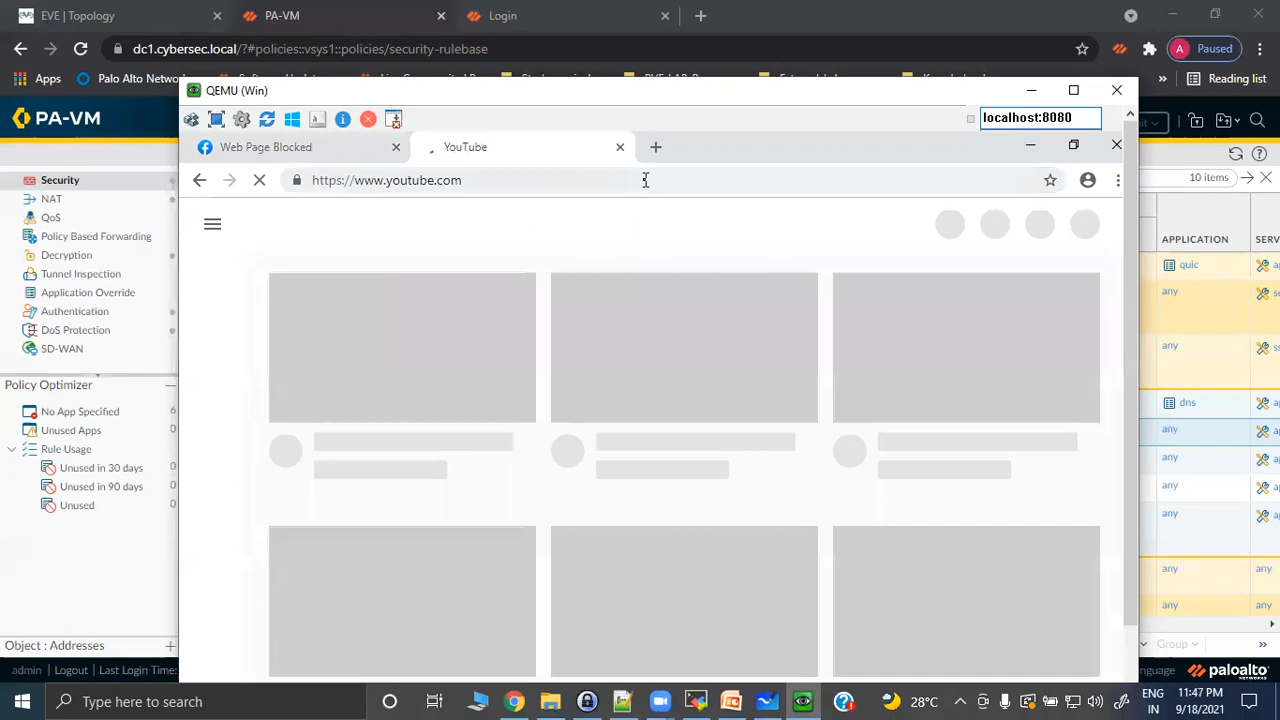 EVE | Topology
PA-VM
Login
dc1.cybersec.local/?#policies::vsys1::policies/security-rulebase
Paused
Apps
Palo Alto Network
Reading list
QEMU (Win)
localhost:8080
PA-VM
Web Page Blocked
YouTube
https://www.youtube.com
10 items
Security
NAT
QoS
Policy Based Forwarding
Decryption
Tunnel Inspection
Application Override
Authentication
DoS Protection
SD-WAN
APPLICATION
SERV
quic
any
any
dns
any
any
any
any
any
any
any
any
Policy Optimizer
No App Specified
6
Unused Apps
0
Rule Usage
Unused in 30 days
0
Unused in 90 days
0
Unused
0
Object : Addresses
Group
admin | Logout | Last Login Time:
paloalto
Type here to search
28°C
ENG
IN
11:47 PM
9/18/2021